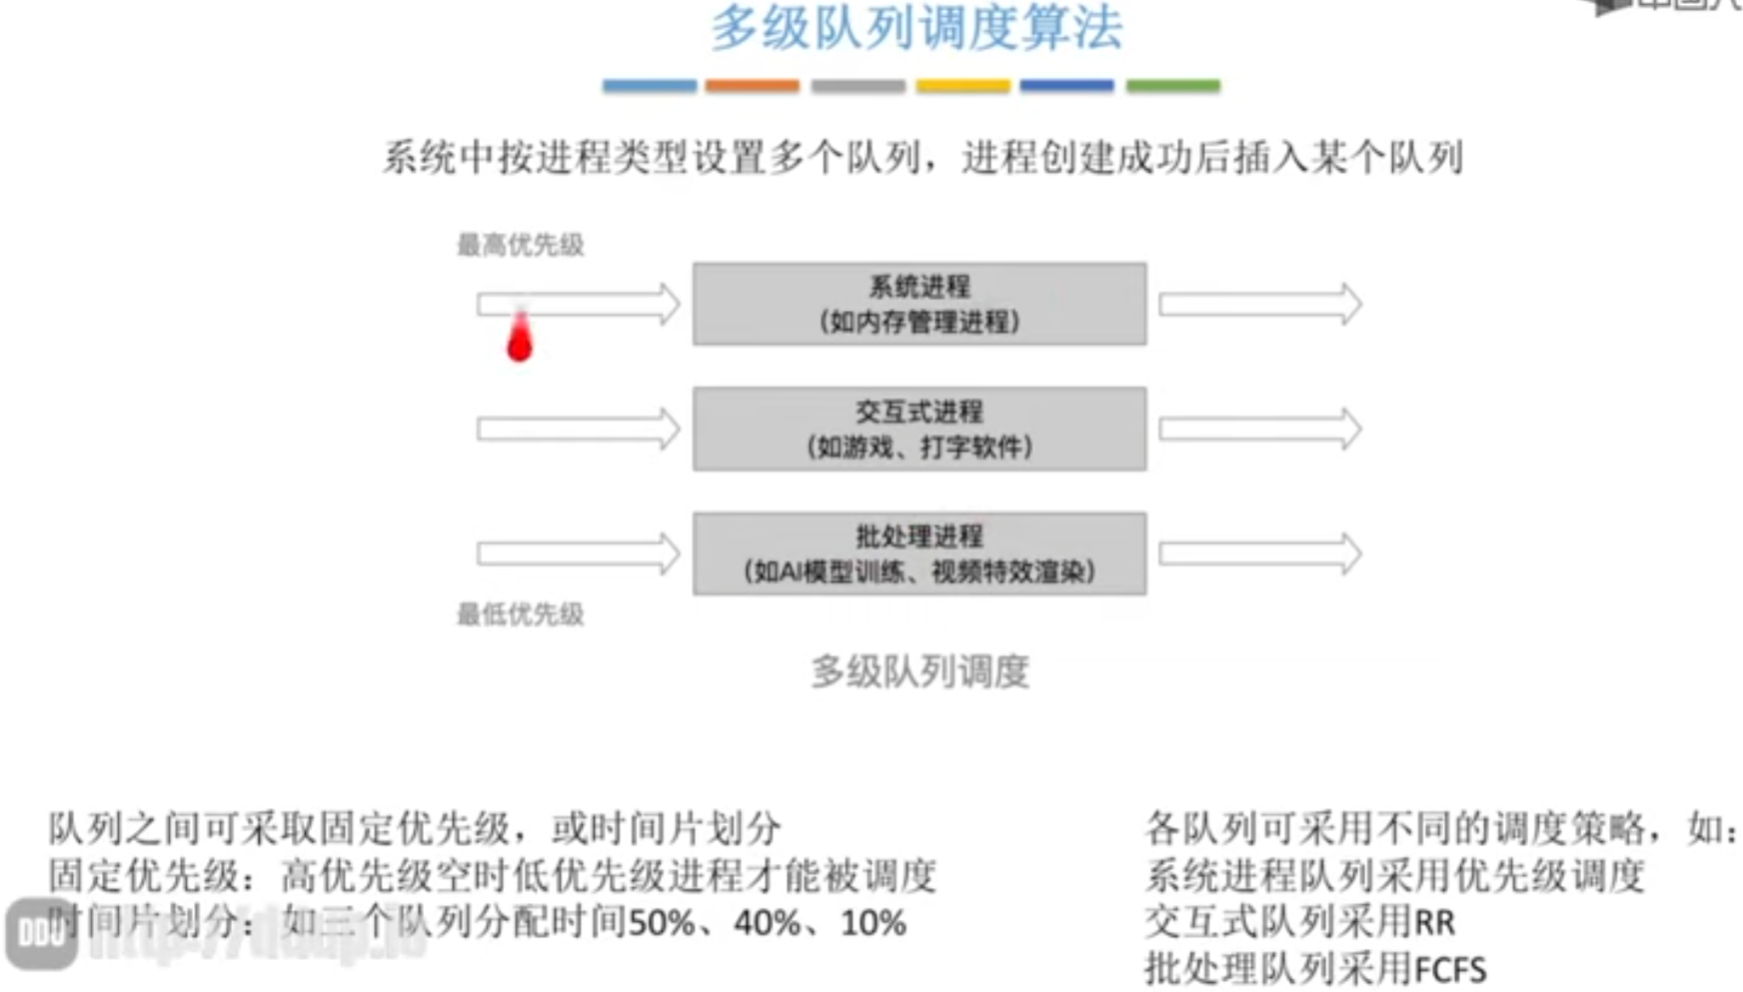 多级队列调度算法
系统中按进程类型设置多个队列，进程创建成功后插入某个队列
最高优先级
系统进程
（如内存管理进程）
交互式进程
（如游戏、打字软件）
批处理进程
（如AI模型训练、视频特效渲染）
最低优先级
多级队列调度
队列之间可采取固定优先级，或时间片划分
固定优先级：高优先级空时低优先级进程才能被调度
时间片划分：如三个队列分配时间50%、40%、10%
各队列可采用不同的调度策略，如：
系统进程队列采用优先级调度
交互式队列采用RR
批处理队列采用FCFS